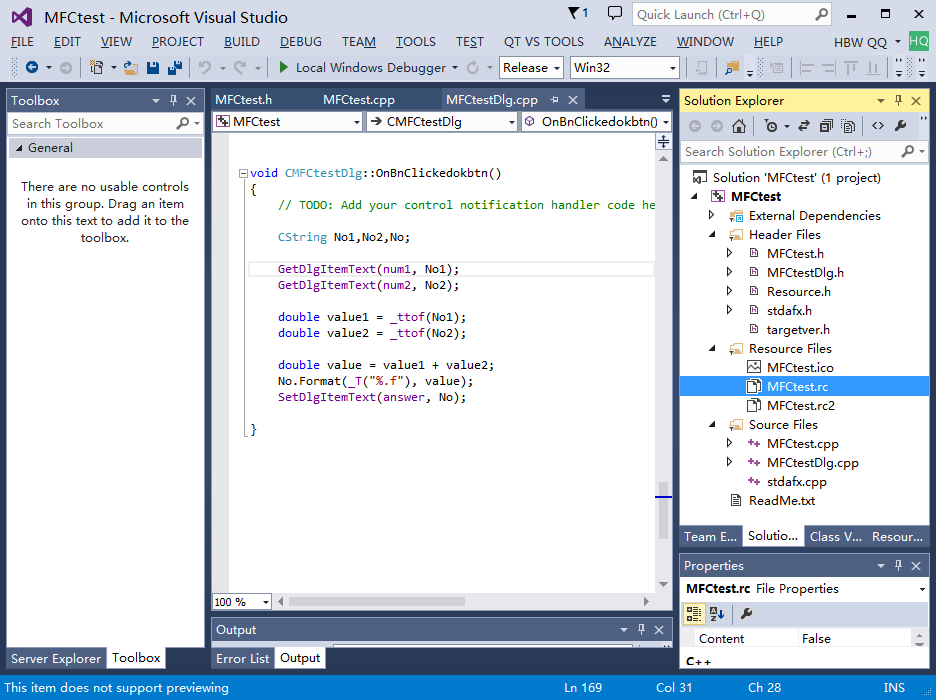 MFCtest - Microsoft Visual Studio
1
Quick Launch (Ctrl+Q)
FILE EDIT VIEW PROJECT BUILD DEBUG TEAM TOOLS TEST QT VS TOOLS ANALYZE WINDOW HELP HBW QQ HQ
Local Windows Debugger Release Win32
Toolbox
Search Toolbox
General
There are no usable controls
in this group. Drag an item
onto this text to add it to the
toolbox.
Server Explorer Toolbox
MFCtest.h MFCtest.cpp MFCtestDlg.cpp
MFCtest CMFCtestDlg OnBnClickedokbtn()
void CMFCtestDlg::OnBnClickedokbtn()
{
// TODO: Add your control notification handler code he
CString No1,No2,No;
GetDlgItemText(num1, No1);
GetDlgItemText(num2, No2);
double value1 = _ttof(No1);
double value2 = _ttof(No2);
double value = value1 + value2;
No.Format(_T("%.f"), value);
SetDlgItemText(answer, No);
}
100 %
Output
Error List Output
Solution Explorer
Search Solution Explorer (Ctrl+;)
Solution 'MFCtest' (1 project)
MFCtest
External Dependencies
Header Files
MFCtest.h
MFCtestDlg.h
Resource.h
stdafx.h
targetver.h
Resource Files
MFCtest.ico
MFCtest.rc
MFCtest.rc2
Source Files
MFCtest.cpp
MFCtestDlg.cpp
stdafx.cpp
ReadMe.txt
Team E... Solutio... Class V... Resour...
Properties
MFCtest.rc File Properties
Content False
C++
This item does not support previewing Ln 169 Col 31 Ch 28 INS